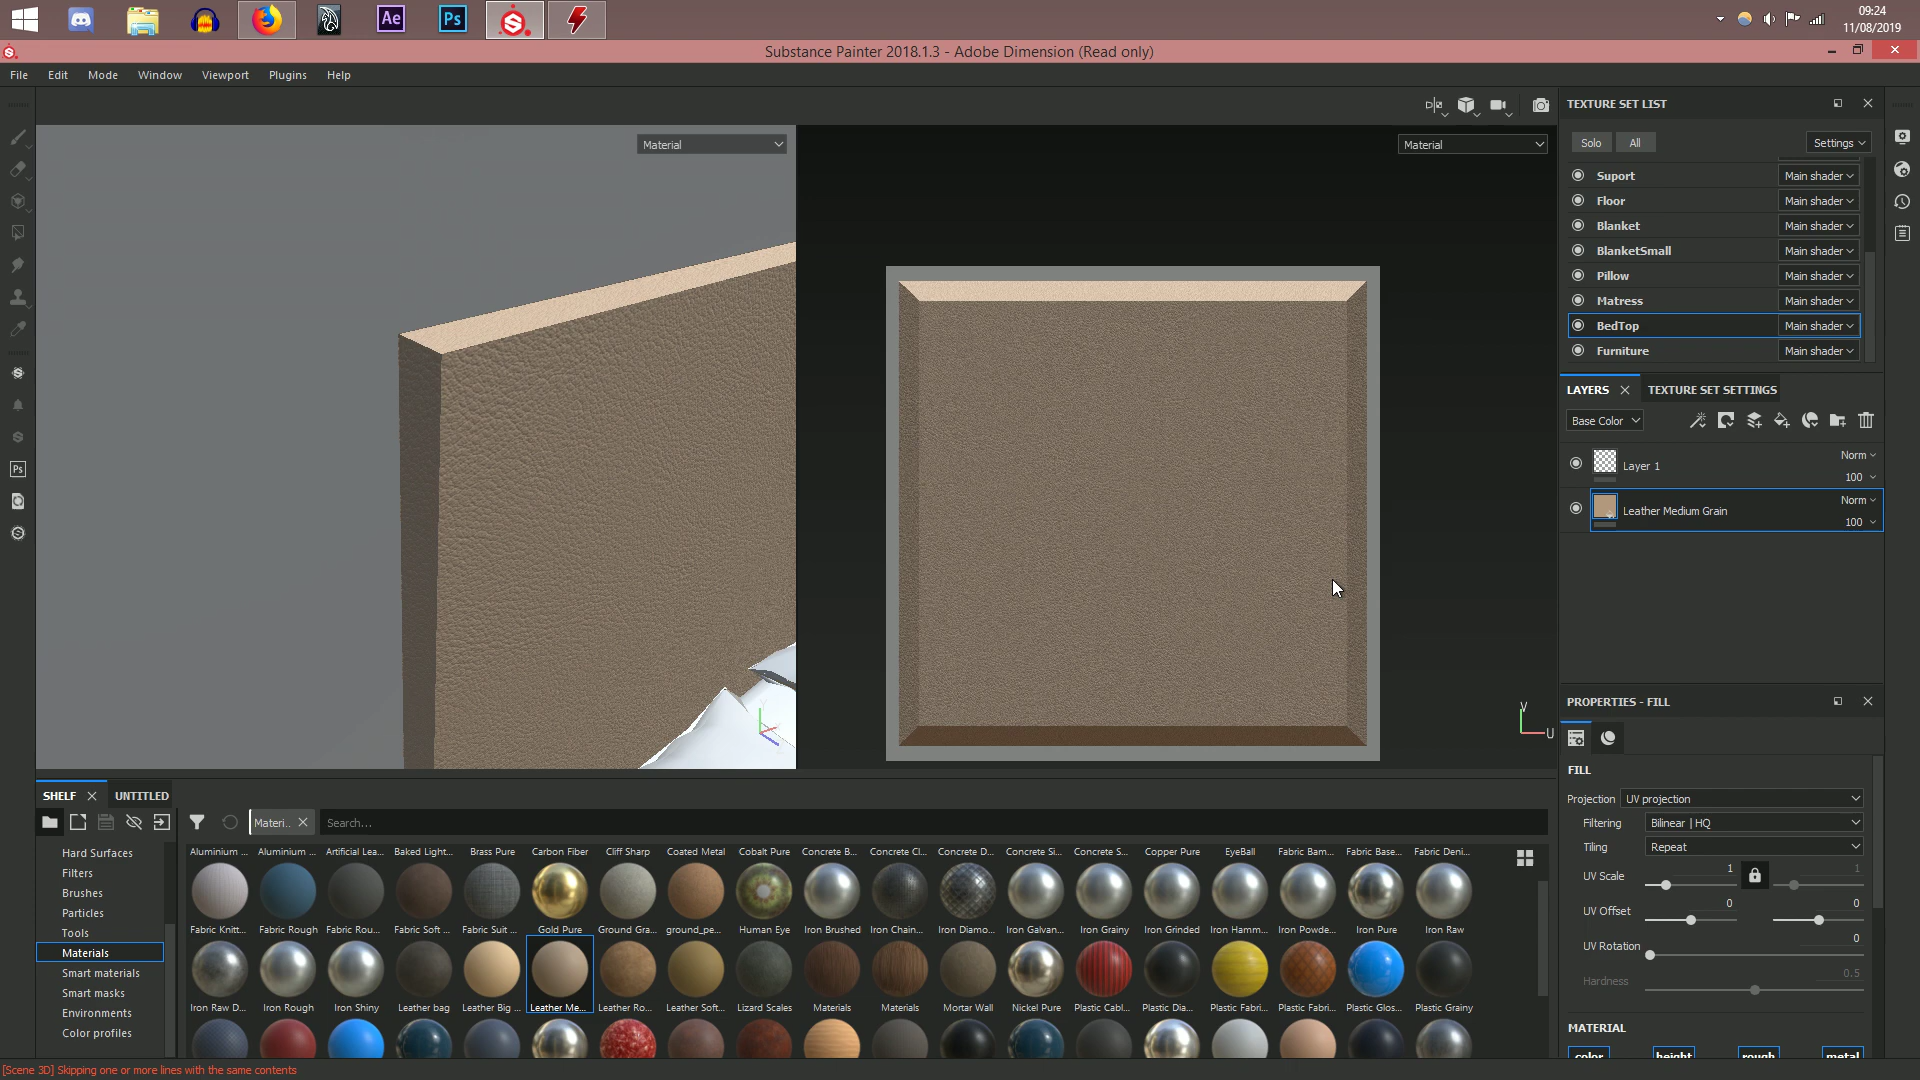 Ae
Ps
09:24
11/08/2019
Substance Painter 2018.1.3 - Adobe Dimension (Read only)
File Edit Mode Window Viewport Plugins Help
TEXTURE SET LIST
Material
Material
Solo All Settings
Suport Main shader
Floor Main shader
Blanket Main shader
BlanketSmall Main shader
Pillow Main shader
Matress Main shader
BedTop Main shader
Furniture Main shader
LAYERS TEXTURE SET SETTINGS
Base Color
Layer 1 Norm
100
Leather Medium Grain Norm
100
Ps
V
U
PROPERTIES - FILL
FILL
Projection UV projection
Filtering Bilinear | HQ
Tiling Repeat
UV Scale 1 1
UV Offset 0 0
UV Rotation 0
Hardness 0.5
MATERIAL
color height rough metal
SHELF UNTITLED
Materi.. Search...
Hard Surfaces
Filters
Brushes
Particles
Tools
Materials
Smart materials
Smart masks
Environments
Color profiles
Aluminium ... Aluminium ... Artificial Lea... Baked Light... Brass Pure Carbon Fiber Cliff Sharp Coated Metal Cobalt Pure Concrete B... Concrete Cl... Concrete D... Concrete Si... Concrete S... Copper Pure EyeBall Fabric Bam... Fabric Base... Fabric Deni...
Fabric Knitt... Fabric Rough Fabric Rou... Fabric Soft ... Fabric Suit ... Gold Pure Ground Gra... ground_pe... Human Eye Iron Brushed Iron Chain... Iron Diamo... Iron Galvan... Iron Grainy Iron Grinded Iron Hamm... Iron Powde... Iron Pure Iron Raw
Iron Raw D... Iron Rough Iron Shiny Leather bag Leather Big ... Leather Me... Leather Ro... Leather Soft... Lizard Scales Materials Materials Mortar Wall Nickel Pure Plastic Cabl... Plastic Dia... Plastic Fabri... Plastic Fabri... Plastic Glos... Plastic Grainy
[Scene 3D] Skipping one or more lines with the same contents